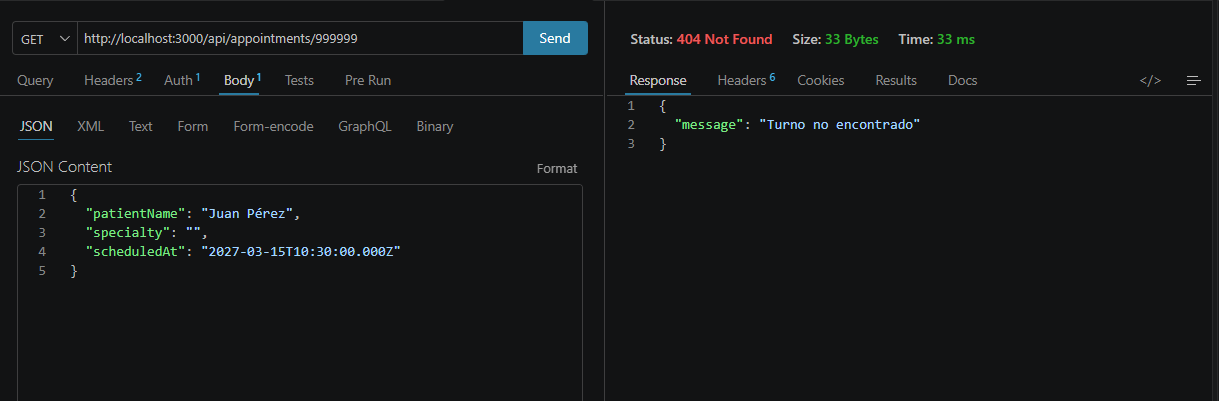 GET http://localhost:3000/api/appointments/999999 Send
Query Headers 2 Auth 1 Body 1 Tests Pre Run
JSON XML Text Form Form-encode GraphQL Binary
JSON Content Format
1 {
2 "patientName": "Juan Pérez",
3 "specialty": "",
4 "scheduledAt": "2027-03-15T10:30:00.000Z"
5 }
Status: 404 Not Found Size: 33 Bytes Time: 33 ms
Response Headers 6 Cookies Results Docs </>
1 {
2 "message": "Turno no encontrado"
3 }